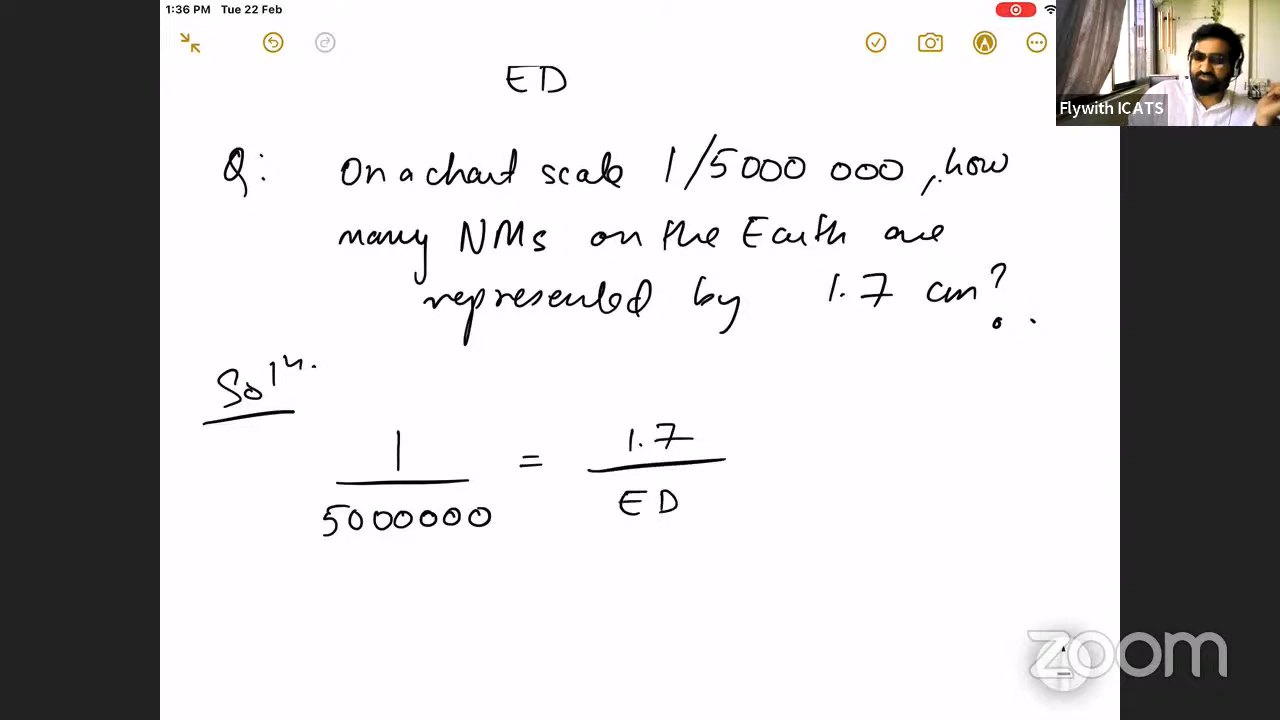 1:36 PM Tue 22 Feb
Flywith ICATS
ED
Q: On a chart scale 1/5000 000, how
many NMs on the Earth are
represented by 1.7 cm?
Soln.
1 = 1.7
5000000 ED
zoom